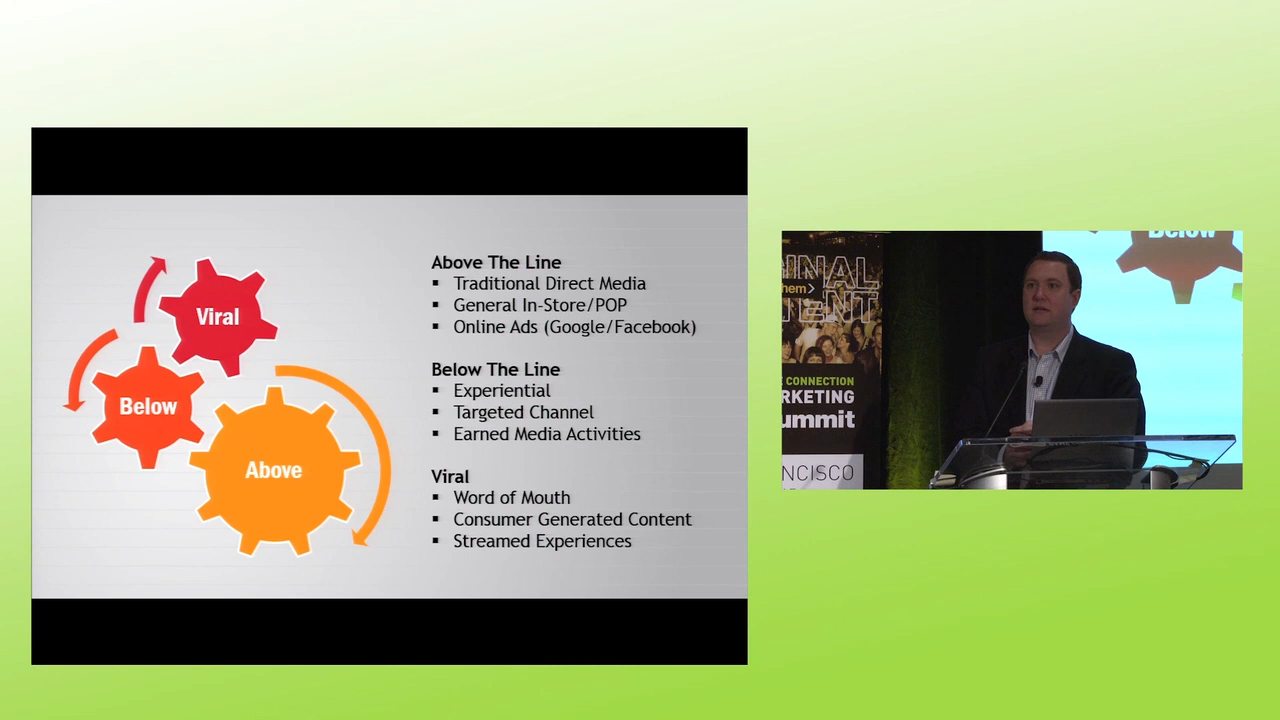 Viral
Below
Above
Above The Line
▪ Traditional Direct Media
▪ General In-Store/POP
▪ Online Ads (Google/Facebook)
Below The Line
▪ Experiential
▪ Targeted Channel
▪ Earned Media Activities
Viral
▪ Word of Mouth
▪ Consumer Generated Content
▪ Streamed Experiences
INAL
hem>
TENT
E CONNECTION
RKETING
ummit
NCISCO
Below